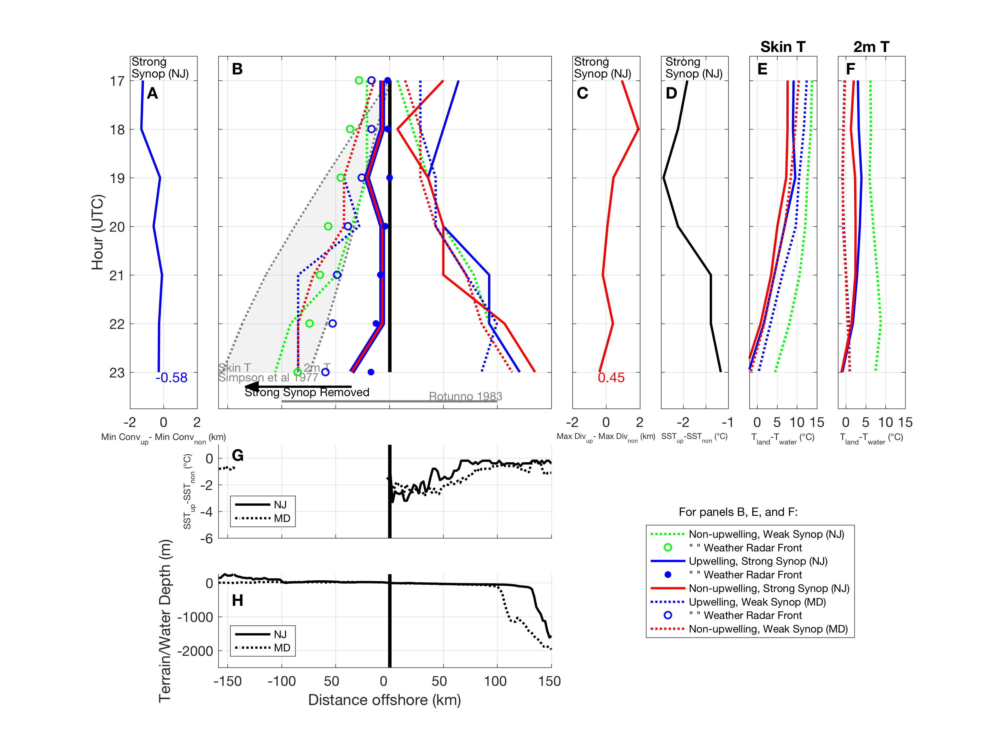 Skin T
2m T
Strong
Synop (NJ)
A
B
Strong
Synop (NJ)
C
Strong
Synop (NJ)
D
E
F
Hour (UTC)
17
18
19
20
21
22
23
-0.58
Skin T
2m T
Simpson et al 1977
Strong Synop Removed
Rotunno 1983
0.45
-2 0 2
Min Conv_up- Min Conv_non (km)
-2 0 2
Max Div_up- Max Div_non (km)
-2 -1
SST_up-SST_non (°C)
0 5 10 15
T_land-T_water (°C)
0 5 10 15
T_land-T_water (°C)
G
SST_up-SST_non (°C)
0
-2
-4
-6
NJ
MD
H
Terrain/Water Depth (m)
0
-1000
-2000
NJ
MD
-150 -100 50 0 50 100 150
Distance offshore (km)
For panels B, E, and F:
Non-upwelling, Weak Synop (NJ)
" " Weather Radar Front
Upwelling, Strong Synop (NJ)
" " Weather Radar Front
Non-upwelling, Strong Synop (NJ)
Upwelling, Weak Synop (MD)
" " Weather Radar Front
Non-upwelling, Weak Synop (MD)